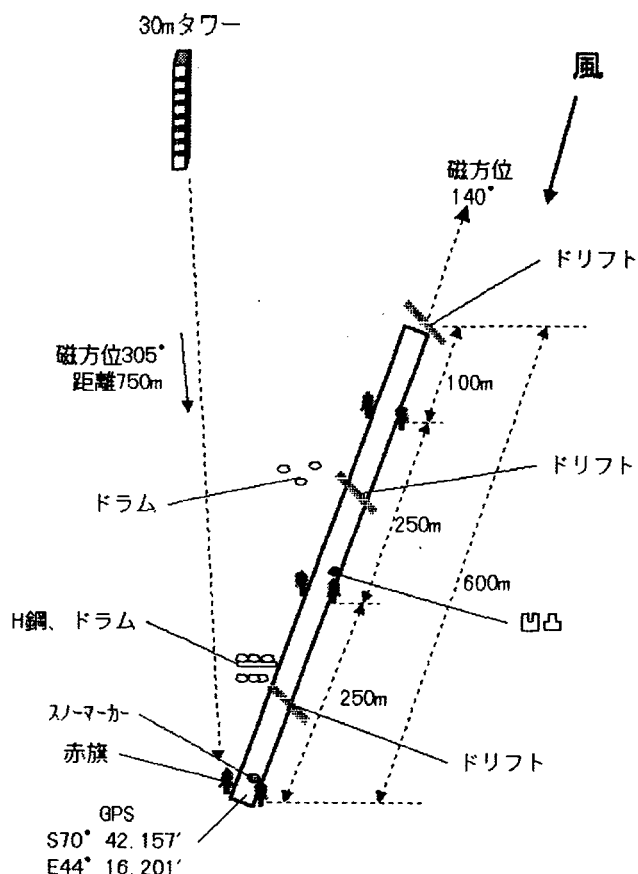 30mタワー
風
磁方位
140°
ドリフト
磁方位305°
距離750m
100m
ドラム
ドリフト
250m
600m
H鋼、ドラム
凹凸
250m
スノーマーカー
赤旗
ドリフト
GPS
S70° 42.157′
E44° 16.201′